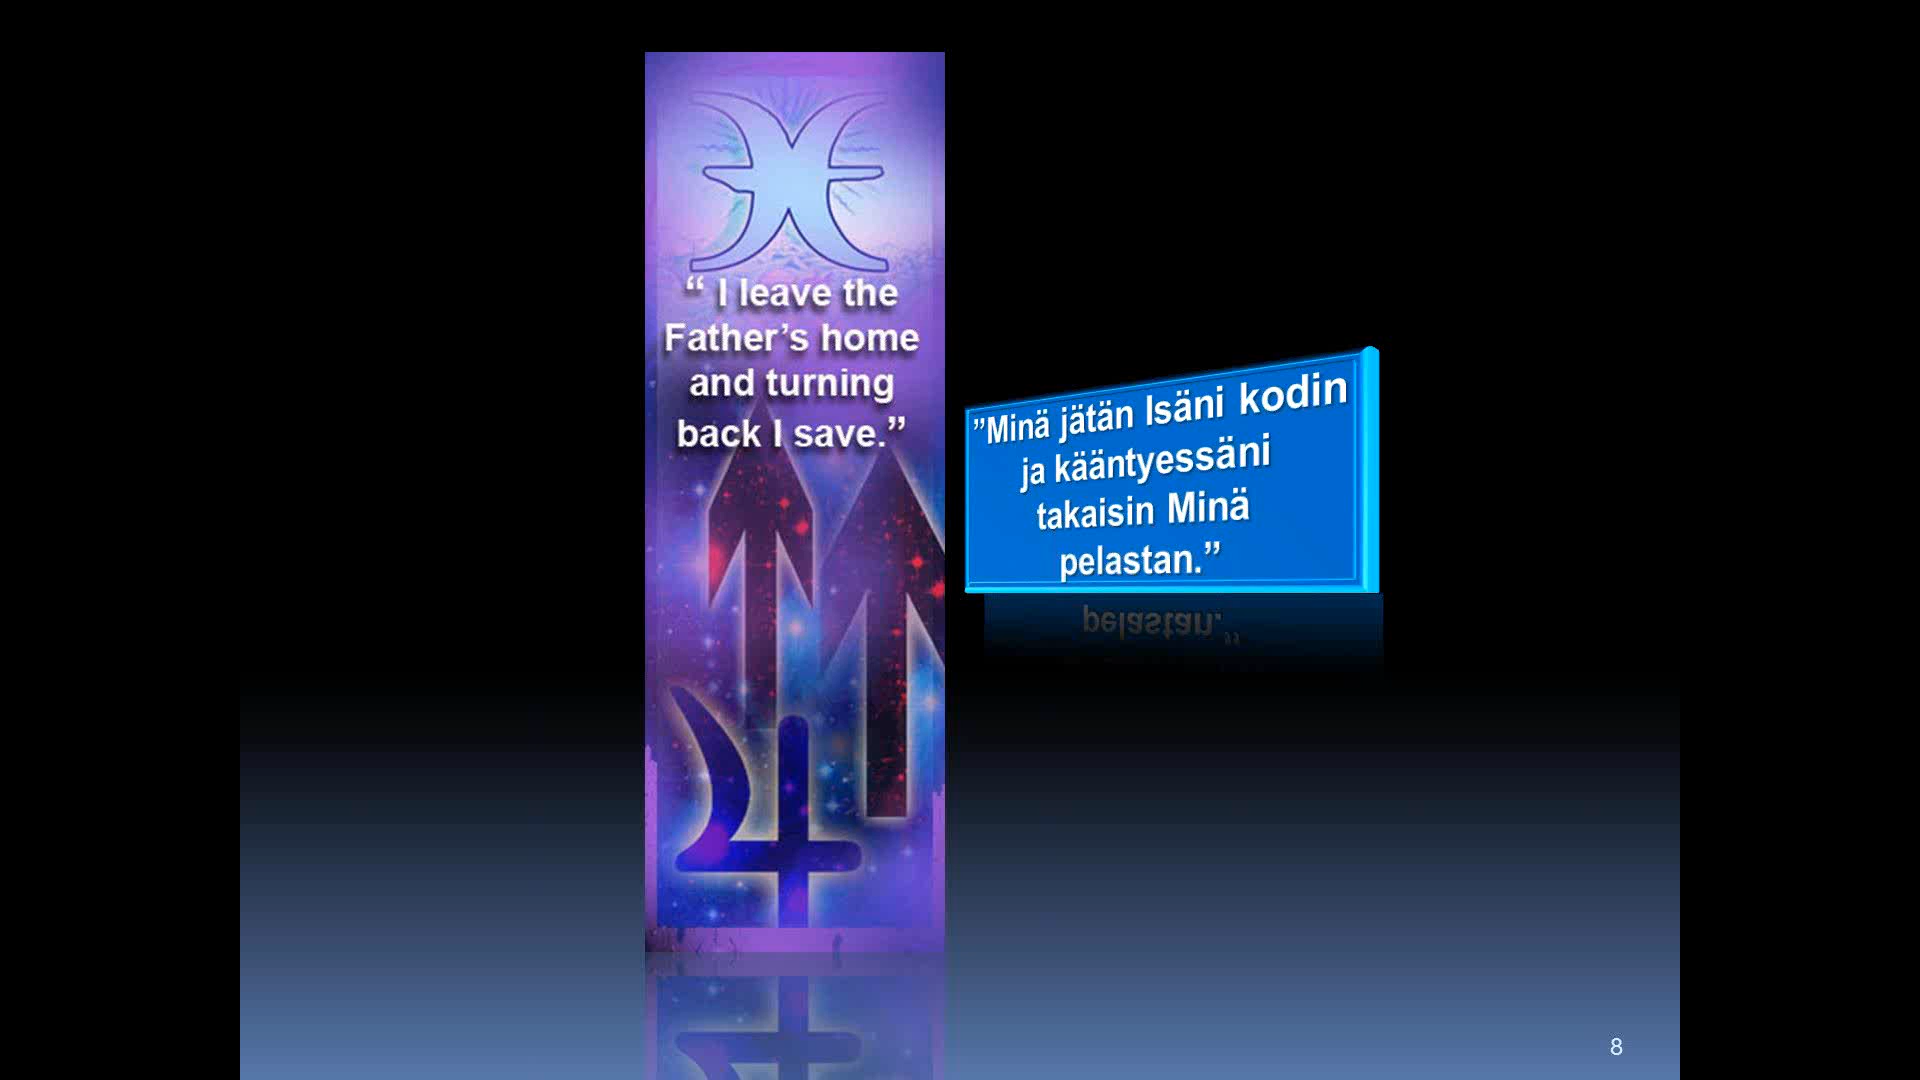 “ I leave the
Father’s home
and turning
back I save.”
”Minä jätän Isäni kodin
ja kääntyessäni
takaisin Minä
pelastan.”
8